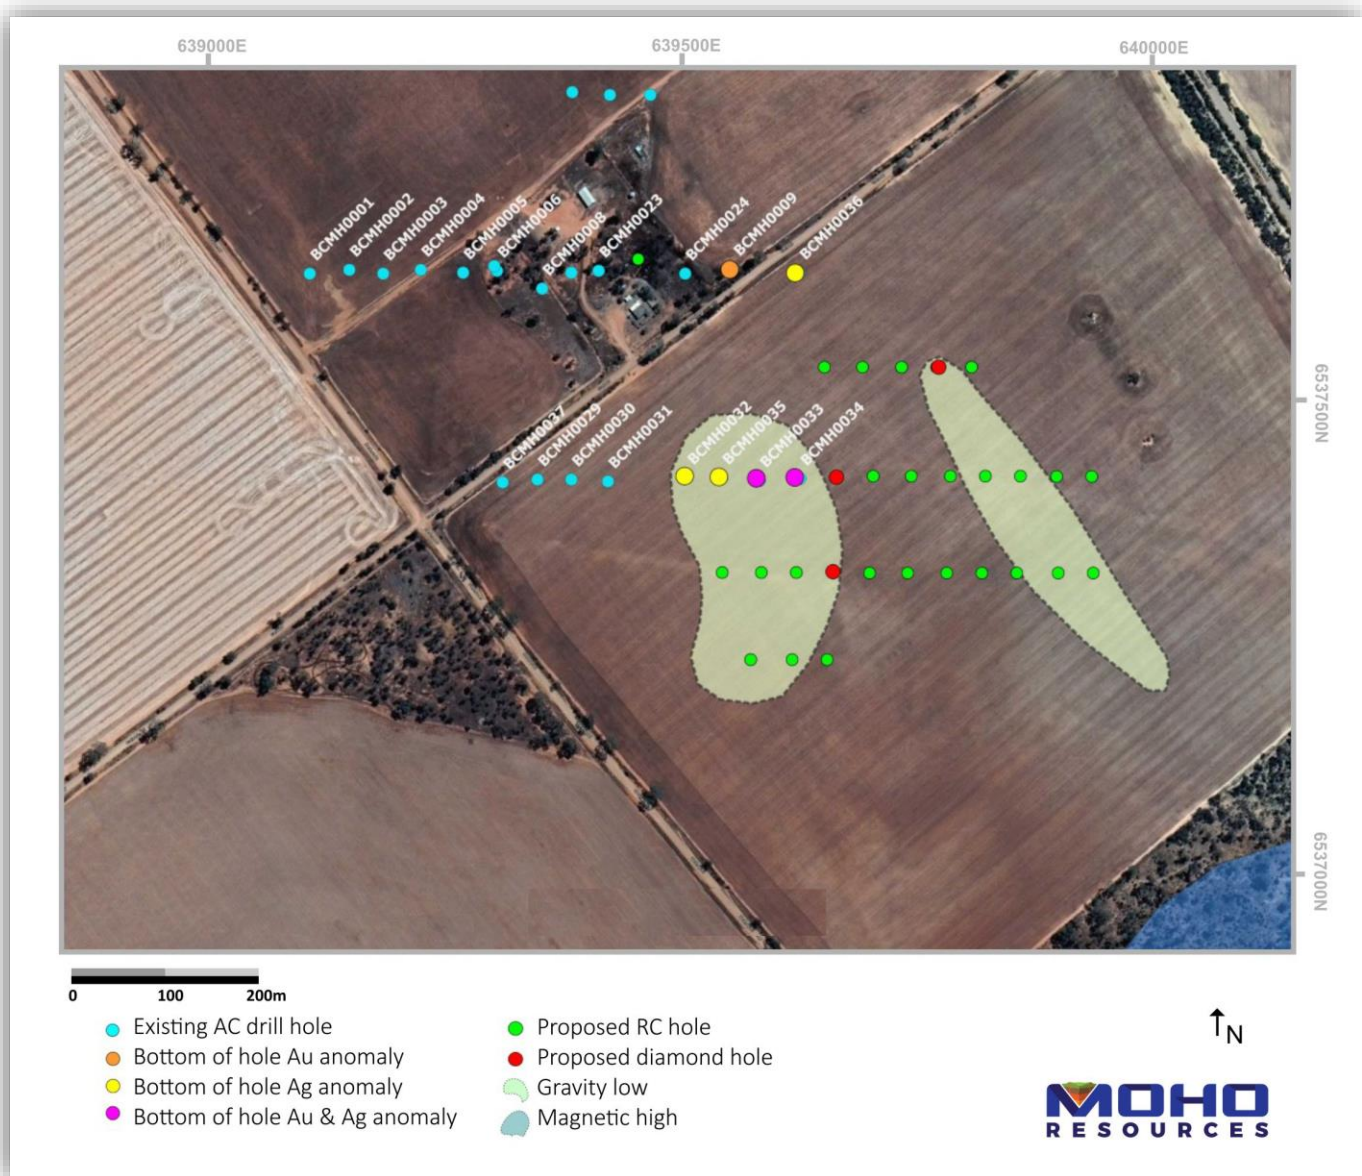 639000E
639500E
640000E
BCMH0001
BCMH0002
BCMH0003
BCMH0004
BCMH0005
BCMH0006
BCMH0008
BCMH0023
BCMH0024
BCMH0009
BCMH0036
6537500N
BCMH0037
BCMH0029
BCMH0030
BCMH0031
BCMH0032
BCMH0035
BCMH0033
BCMH0034
6537000N
0 100 200m
Existing AC drill hole
Bottom of hole Au anomaly
Bottom of hole Ag anomaly
Bottom of hole Au & Ag anomaly
Proposed RC hole
Proposed diamond hole
Gravity low
Magnetic high
N
MOHO
RESOURCES